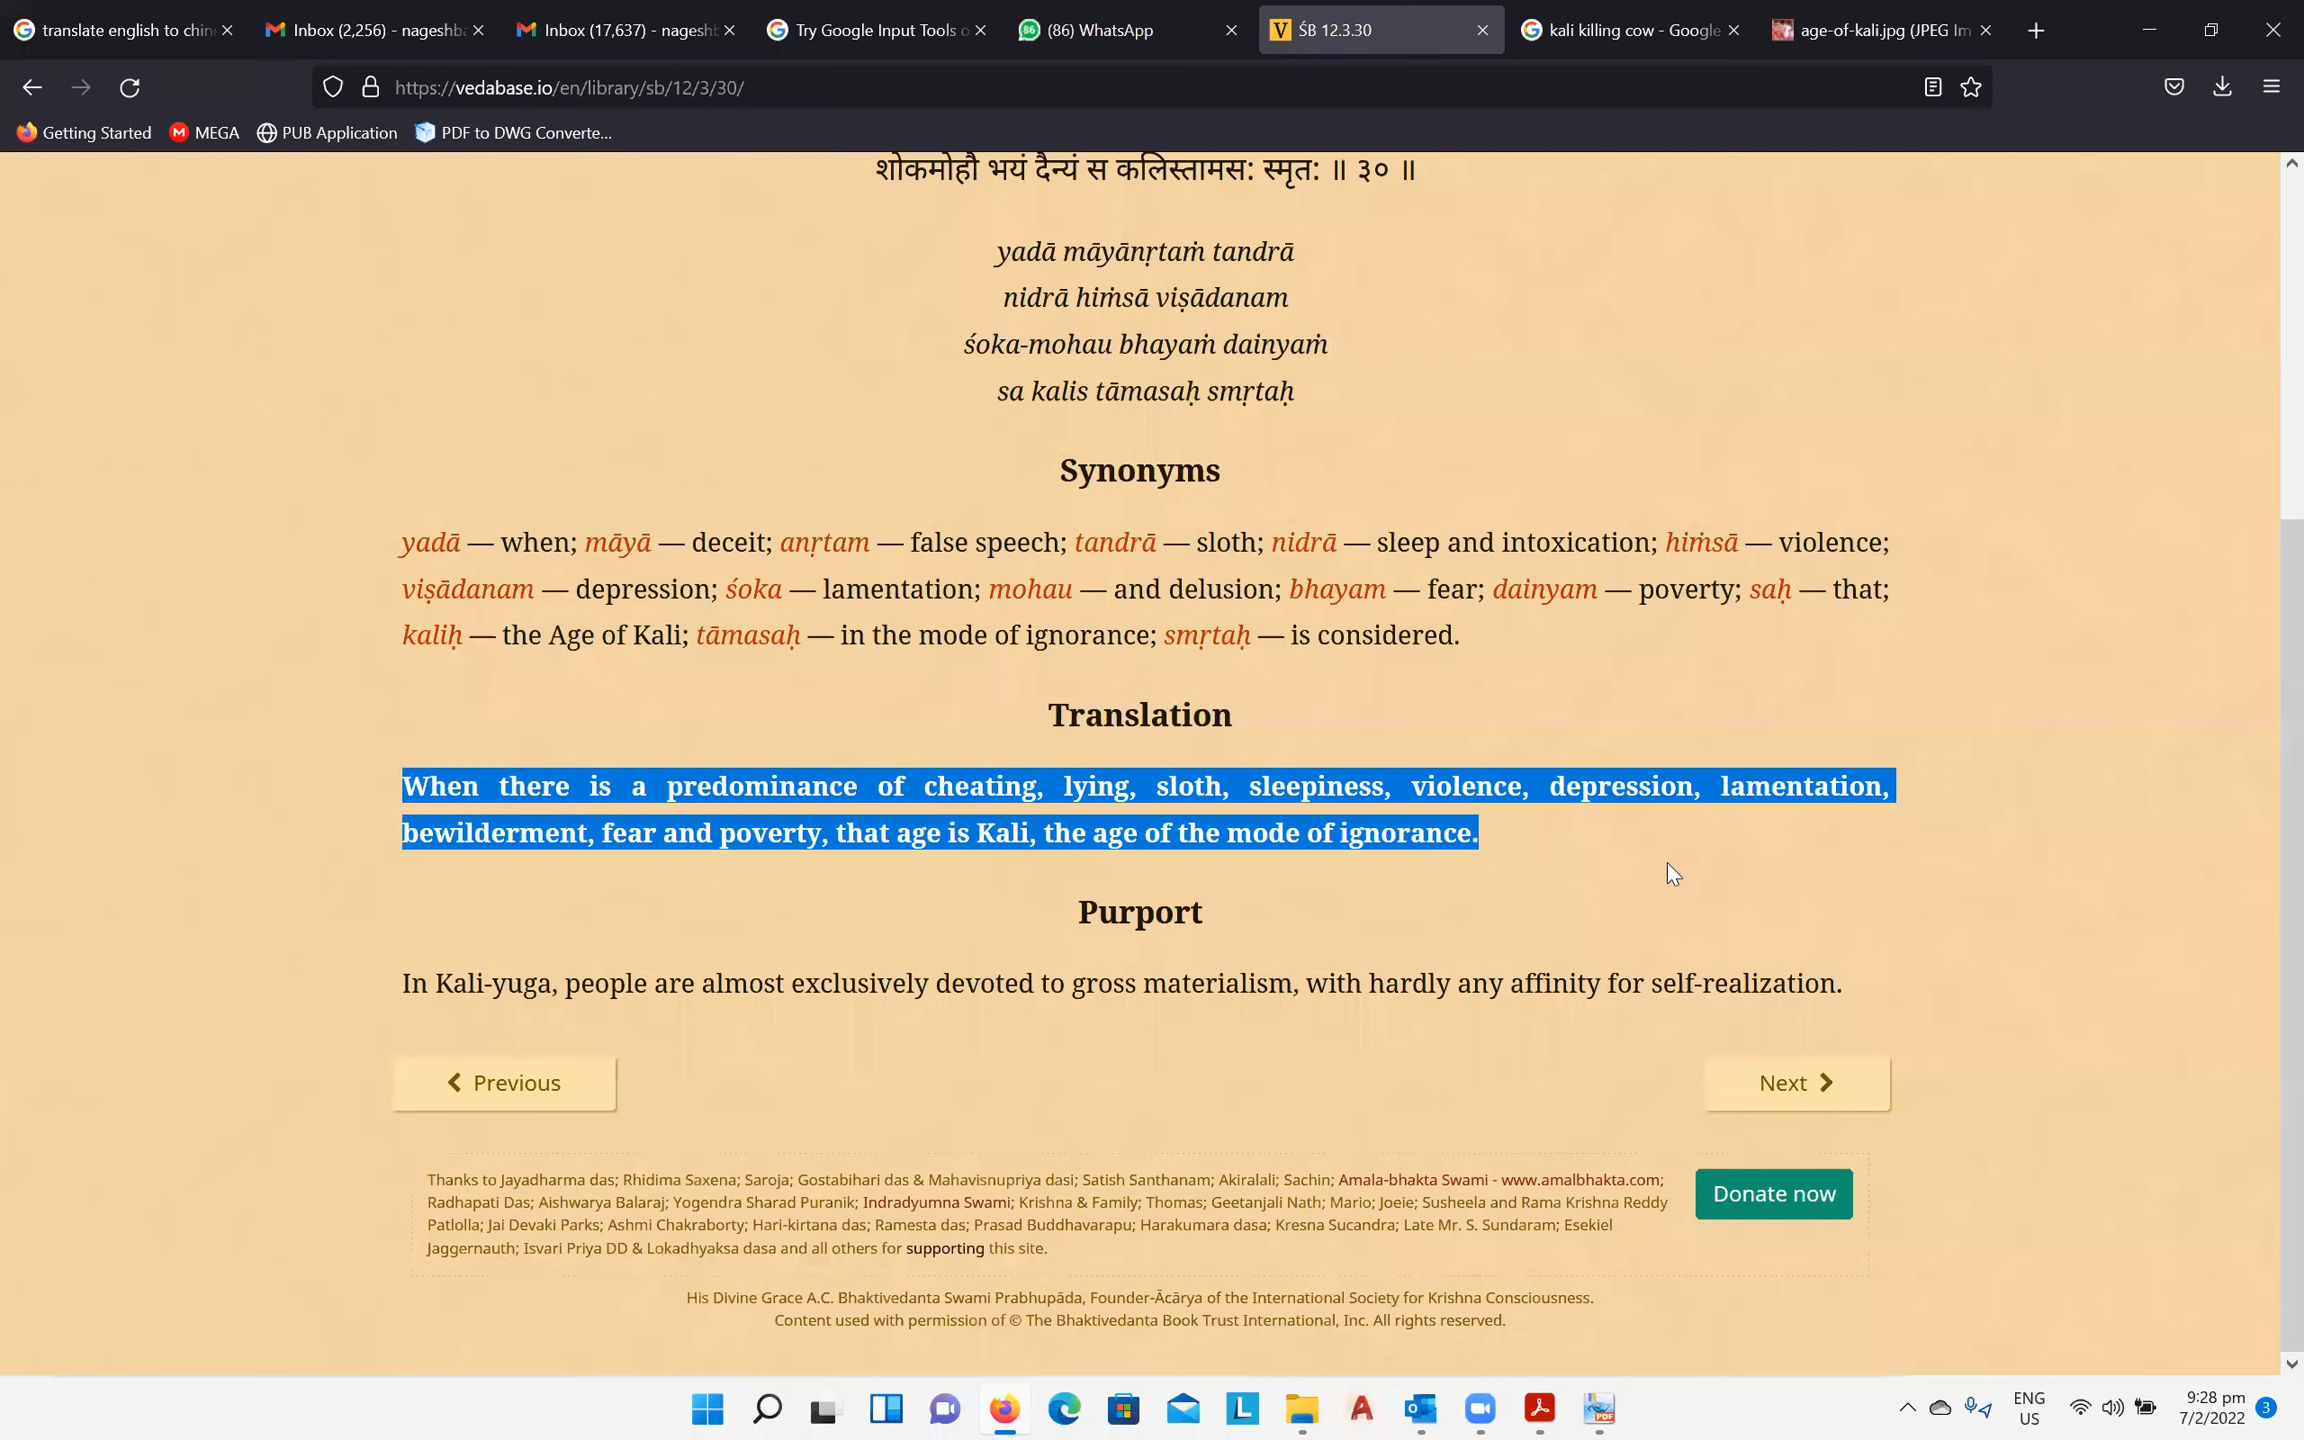 translate english to chin
Inbox (2,256) - nageshba
Inbox (17,637) - nageshb
Try Google Input Tools o
86
(86) WhatsApp
V
ŚB 12.3.30
kali killing cow - Google
age-of-kali.jpg (JPEG Im
https://vedabase.io/en/library/sb/12/3/30/
Getting Started
M
MEGA
PUB Application
PDF to DWG Converte...
शोकमोहौ भयं दैन्यं स कलिस्तामस: स्मृत: ॥ ३० ॥
yadā māyānṛtaṁ tandrā
nidrā hiṁsā viṣādanam
śoka-mohau bhayaṁ dainyaṁ
sa kalis tāmasaḥ smṛtaḥ
Synonyms
yadā — when; māyā — deceit; anṛtam — false speech; tandrā — sloth; nidrā — sleep and intoxication; hiṁsā — violence;
viṣādanam — depression; śoka — lamentation; mohau — and delusion; bhayam — fear; dainyam — poverty; saḥ — that;
kaliḥ — the Age of Kali; tāmasaḥ — in the mode of ignorance; smṛtaḥ — is considered.
Translation
When there is a predominance of cheating, lying, sloth, sleepiness, violence, depression, lamentation,
bewilderment, fear and poverty, that age is Kali, the age of the mode of ignorance.
Purport
In Kali-yuga, people are almost exclusively devoted to gross materialism, with hardly any affinity for self-realization.
Previous
Next
Thanks to Jayadharma das; Rhidima Saxena; Saroja; Gostabihari das & Mahavisnupriya dasi; Satish Santhanam; Akiralali; Sachin; Amala-bhakta Swami - www.amalbhakta.com;
Radhapati Das; Aishwarya Balaraj; Yogendra Sharad Puranik; Indradyumna Swami; Krishna & Family; Thomas; Geetanjali Nath; Mario; Joeie; Susheela and Rama Krishna Reddy
Patlolla; Jai Devaki Parks; Ashmi Chakraborty; Hari-kirtana das; Ramesta das; Prasad Buddhavarapu; Harakumara dasa; Kresna Sucandra; Late Mr. S. Sundaram; Esekiel
Jaggernauth; Isvari Priya DD & Lokadhyaksa dasa and all others for supporting this site.
Donate now
His Divine Grace A.C. Bhaktivedanta Swami Prabhupāda, Founder-Ācārya of the International Society for Krishna Consciousness.
Content used with permission of © The Bhaktivedanta Book Trust International, Inc. All rights reserved.
L
A
PDF
ENG
US
9:28 pm
7/2/2022
3